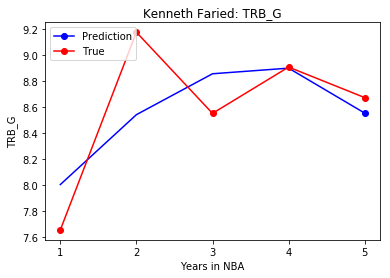 Kenneth Faried: TRB_G
Prediction
True
9.2
9.0
8.8
8.6
8.4
8.2
8.0
7.8
7.6
TRB_G
1 2 3 4 5
Years in NBA